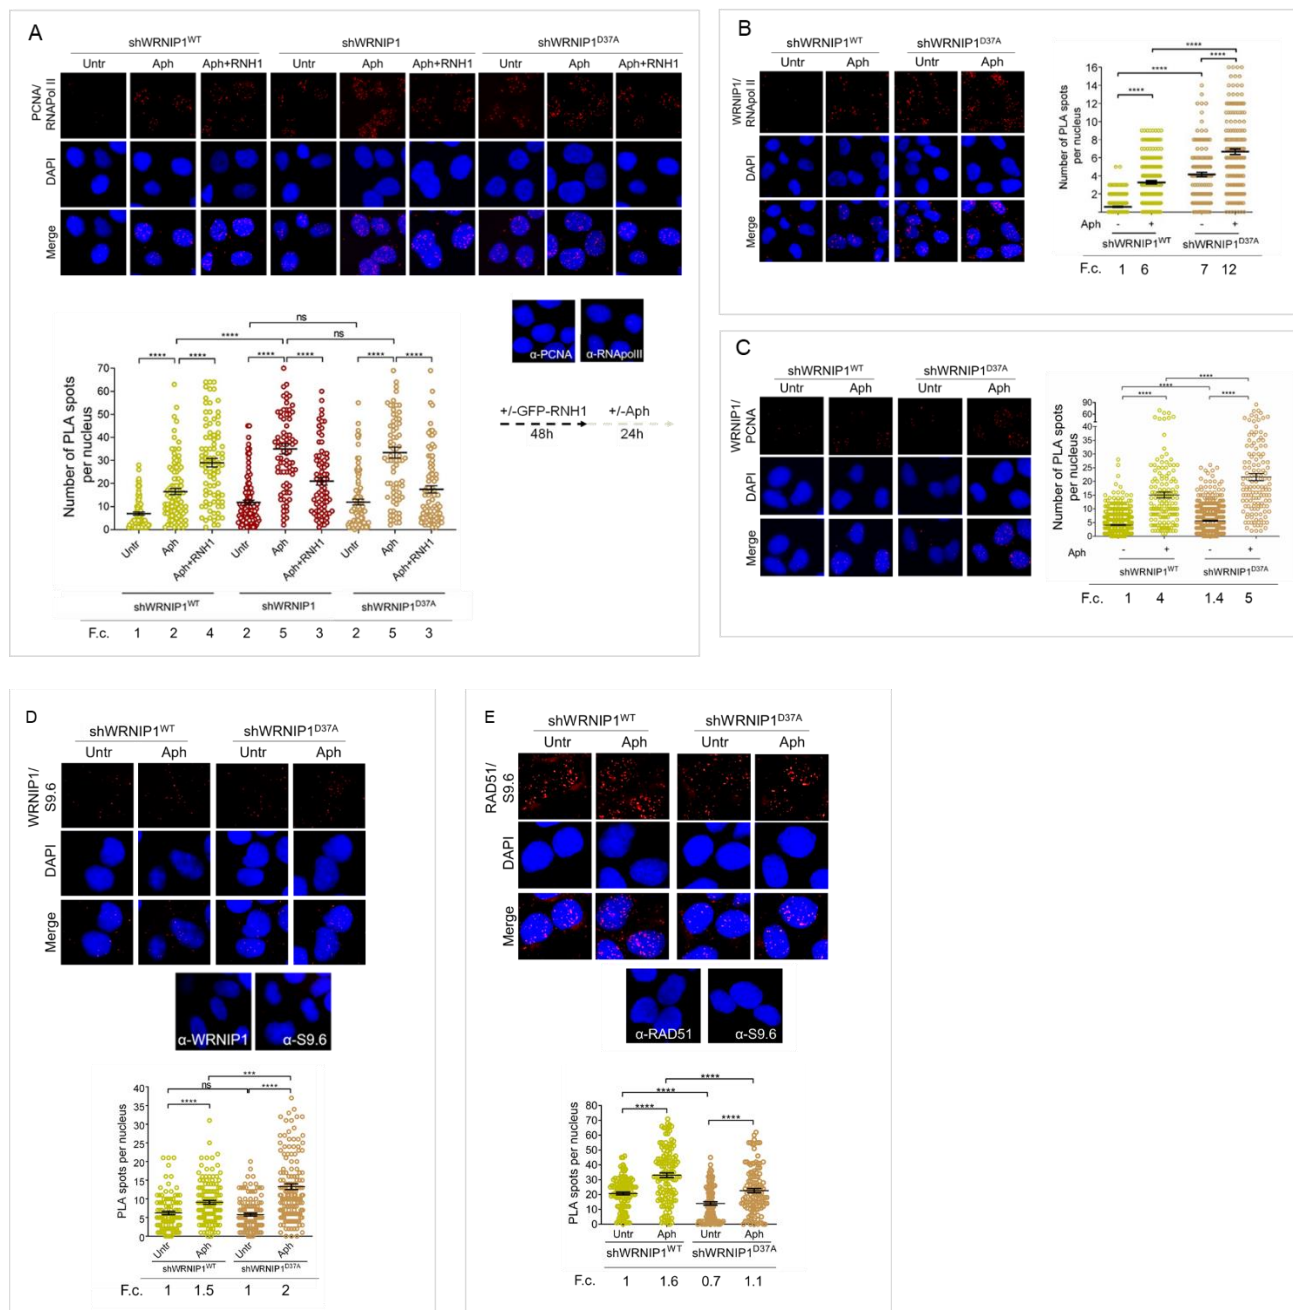 A
shWRNIP1WT shWRNIP1 shWRNIP1D37A
Untr Aph Aph+RNH1 Untr Aph Aph+RNH1 Untr Aph Aph+RNH1
PCNA/
RNAPol II
DAPI
Merge
α-PCNA α-RNApolII
+/-GFP-RNH1 +/-Aph
48h 24h
ns
**** ns
**** **** **** **** **** ****
Number of PLA spots
per nucleus
70
60
50
40
30
20
10
0
Untr Aph Aph+RNH1 Untr Aph Aph+RNH1 Untr Aph Aph+RNH1
shWRNIP1WT shWRNIP1 shWRNIP1D37A
F.c. 1 2 4 2 5 3 2 5 3
B
shWRNIP1WT shWRNIP1D37A
Untr Aph Untr Aph
WRNIP1/
RNApol II
DAPI
Merge
****
**** ****
****
Number of PLA spots
per nucleus
16
14
12
10
8
6
4
2
Aph - + - +
shWRNIP1WT shWRNIP1D37A
F.c. 1 6 7 12
C
shWRNIP1WT shWRNIP1D37A
Untr Aph Untr Aph
WRNIP1/
PCNA
DAPI
Merge
****
****
**** ****
Number of PLA spots
per nucleus
90
60
30
40
35
30
25
20
15
10
5
0
Aph - + - +
shWRNIP1WT shWRNIP1D37A
F.c. 1 4 1.4 5
D
shWRNIP1WT shWRNIP1D37A
Untr Aph Untr Aph
WRNIP1/
S9.6
DAPI
Merge
α-WRNIP1 α-S9.6
***
ns ****
****
PLA spots per nucleus
40
35
30
25
20
15
10
5
0
Untr Aph Untr Aph
shWRNIP1WT shWRNIP1D37A
F.c. 1 1.5 1 2
E
shWRNIP1WT shWRNIP1D37A
Untr Aph Untr Aph
RAD51/
S9.6
DAPI
Merge
α-RAD51 α-S9.6
****
****
**** ****
PLA spots per nucleus
80
70
60
50
40
30
20
10
0
Untr Aph Untr Aph
shWRNIP1WT shWRNIP1D37A
F.c. 1 1.6 0.7 1.1